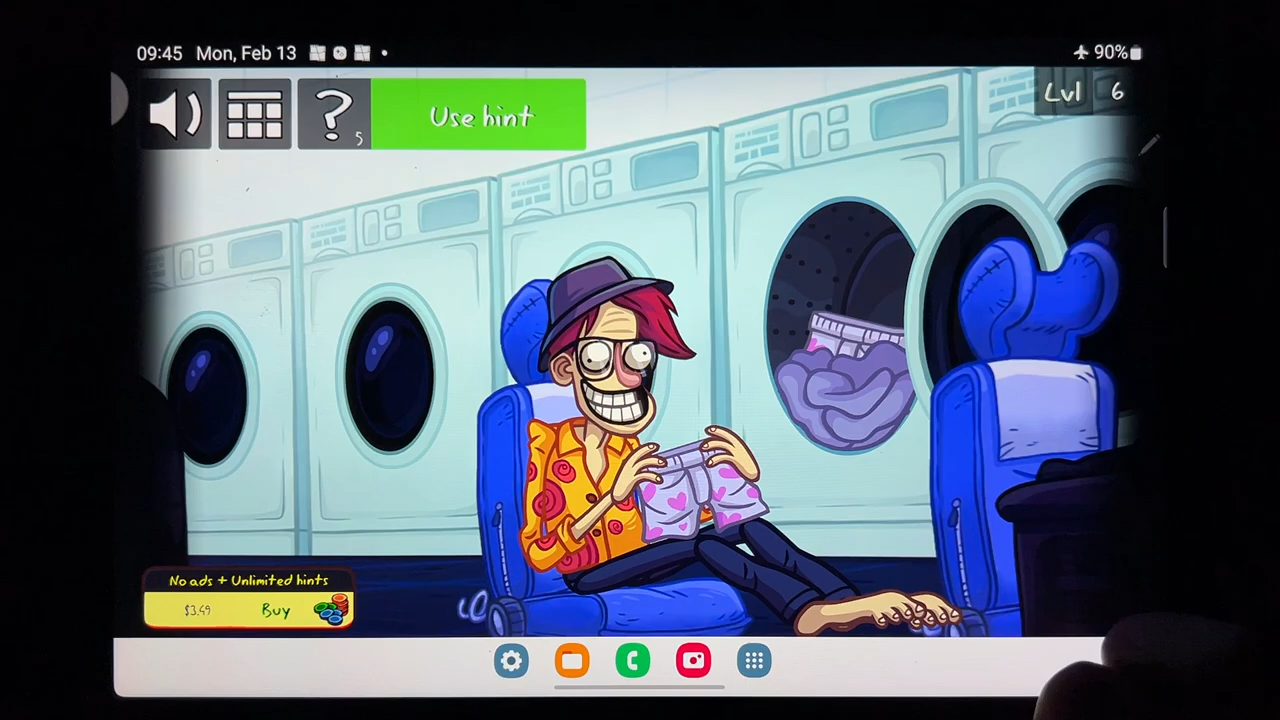 09:45 Mon, Feb 13
90%
5
Use hint
Lvl 6
No ads + Unlimited hints
$3.49 Buy